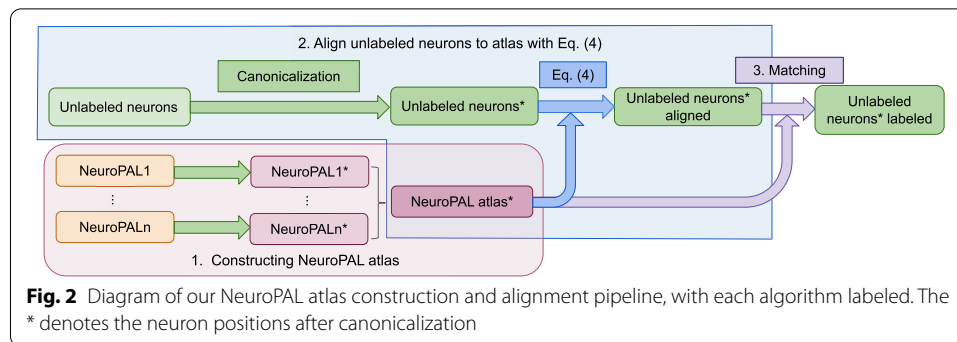 2. Align unlabeled neurons to atlas with Eq. (4)
Canonicalization
Eq. (4)
3. Matching
Unlabeled neurons
Unlabeled neurons*
Unlabeled neurons*
aligned
Unlabeled
neurons* labeled
NeuroPAL1
NeuroPAL1*
...
...
NeuroPAL atlas*
NeuroPALn
NeuroPALn*
1. Constructing NeuroPAL atlas
Fig. 2 Diagram of our NeuroPAL atlas construction and alignment pipeline, with each algorithm labeled. The
* denotes the neuron positions after canonicalization